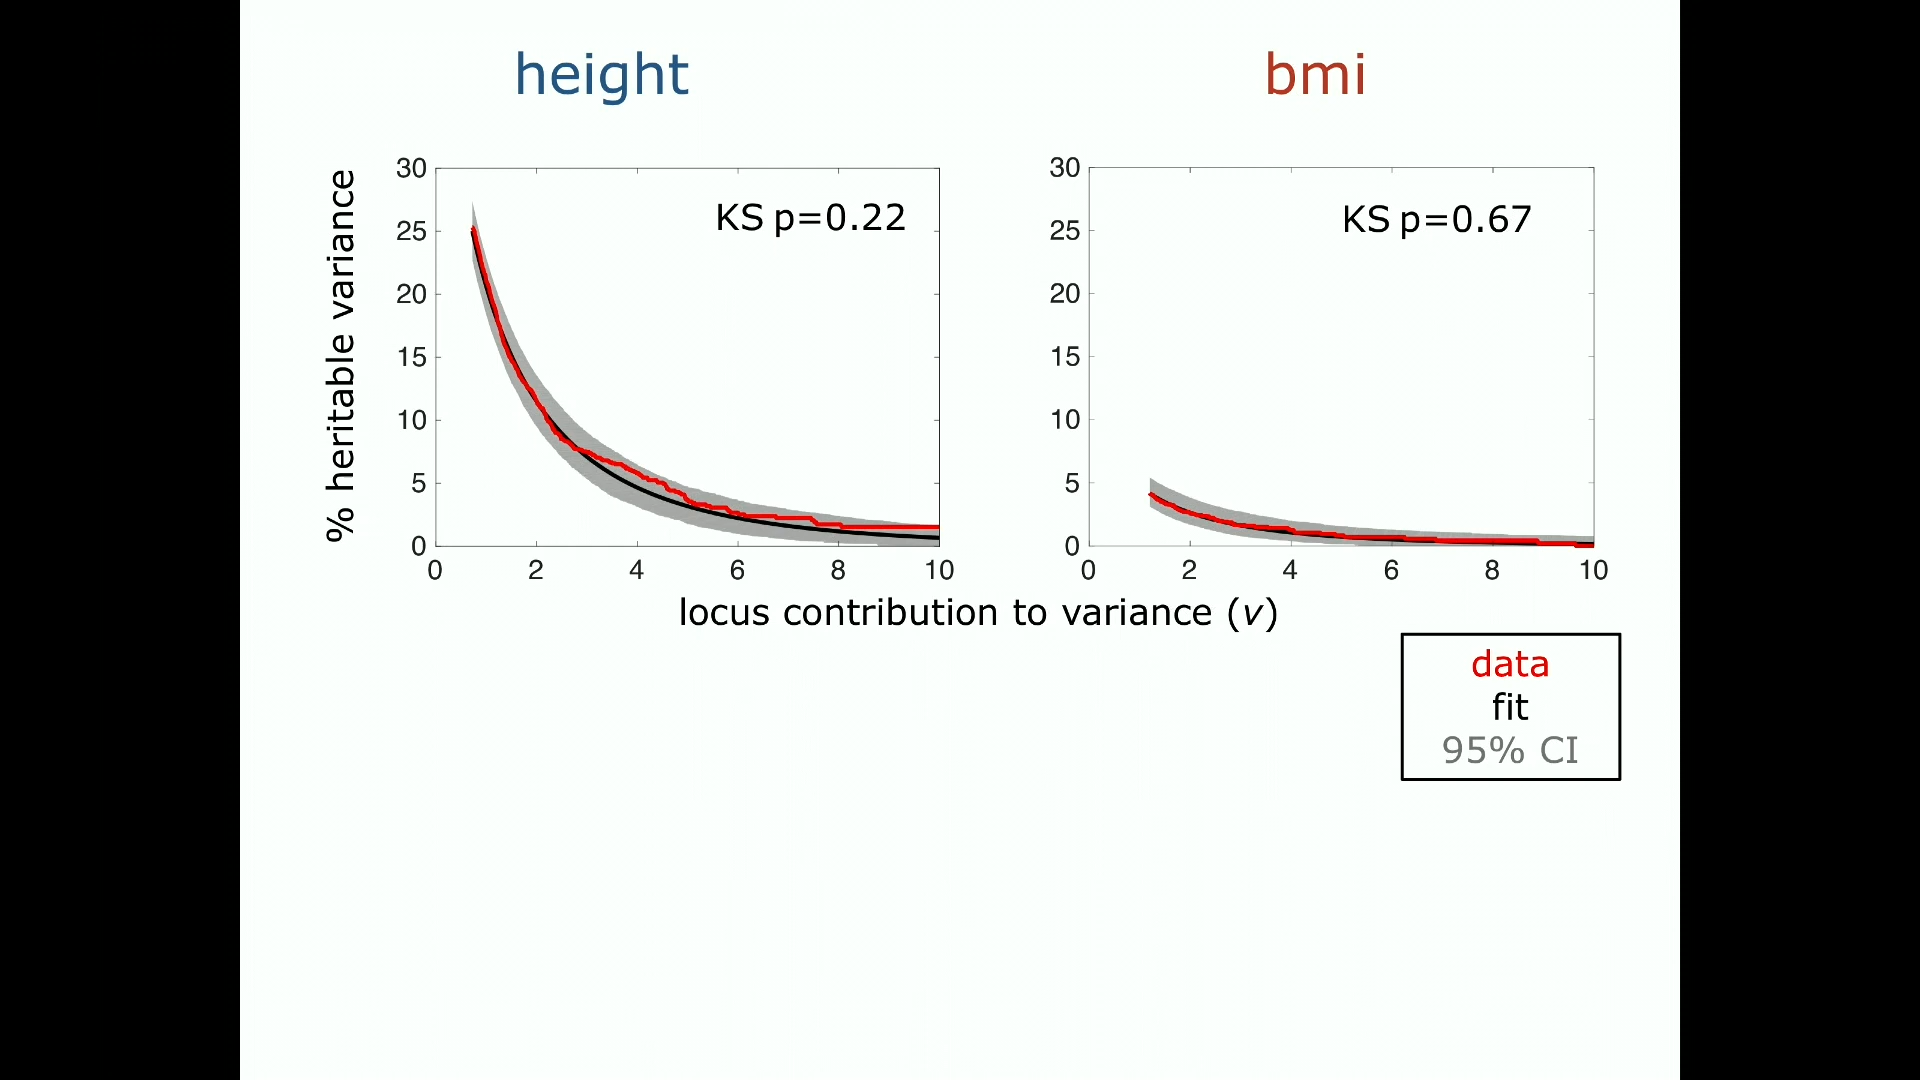 height
bmi
% heritable variance
30
25
20
15
10
5
0
0 2 4 6 8 10
KS p=0.22
30
25
20
15
10
5
0
0 2 4 6 8 10
KS p=0.67
locus contribution to variance (v)
data
fit
95% CI